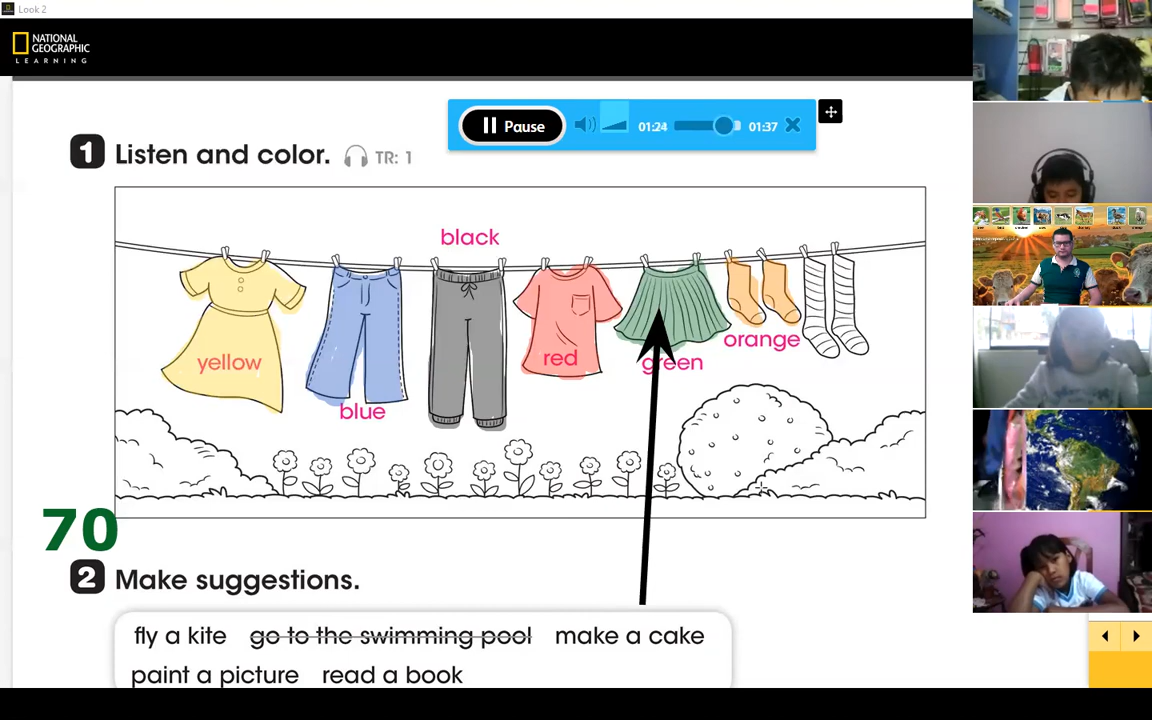 Look 2
NATIONAL
GEOGRAPHIC
LEARNING
Pause
01:24
01:37
1 Listen and color. TR: 1
black
yellow
blue
red
green
orange
70
2 Make suggestions.
fly a kite go to the swimming pool make a cake
paint a picture read a book